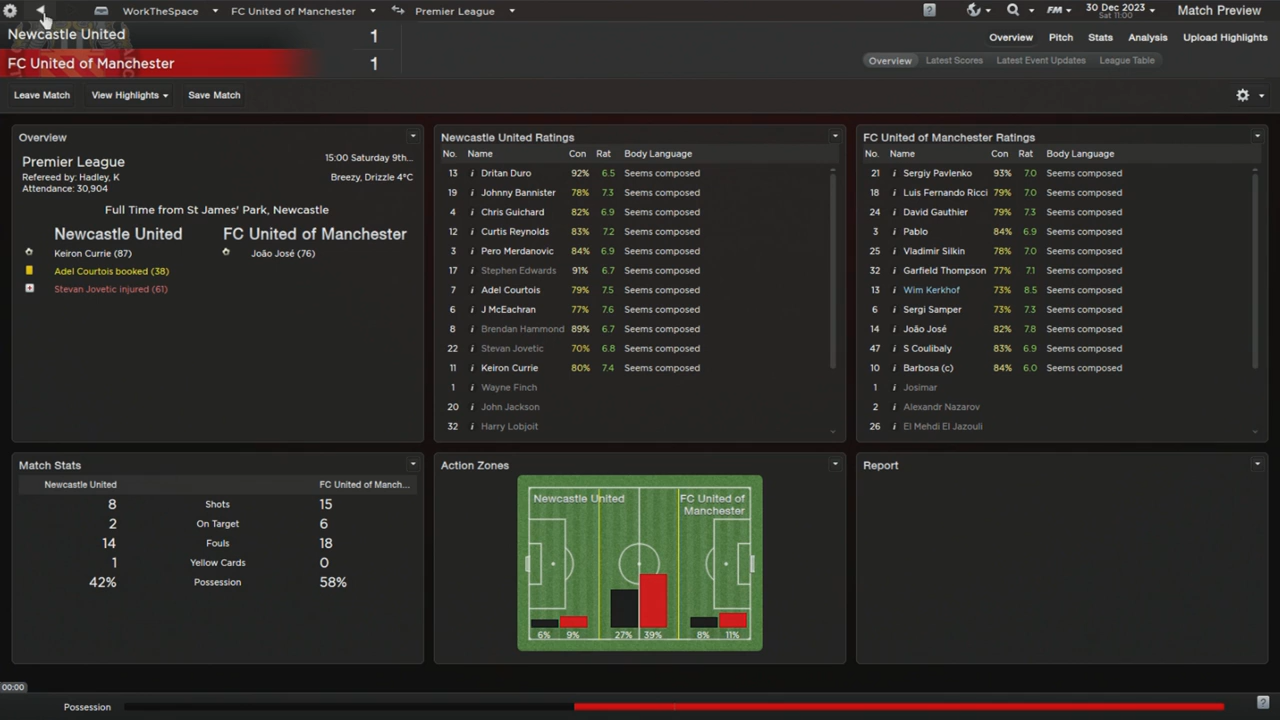 WorkTheSpace FC United of Manchester Premier League FM 30 Dec 2023 Sat 11:00 Match Preview
Newcastle United 1
FC United of Manchester 1
Overview Pitch Stats Analysis Upload Highlights
Overview Latest Scores Latest Event Updates League Table
Leave Match View Highlights Save Match
Overview
Premier League 15:00 Saturday 9th...
Refereed by: Hadley, K Breezy, Drizzle 4°C
Attendance: 30,904
Full Time from St James' Park, Newcastle
Newcastle United FC United of Manchester
Keiron Currie (87) João José (76)
Adel Courtois booked (38)
Stevan Jovetic injured (61)
Newcastle United Ratings
No. Name Con Rat Body Language
13 i Dritan Duro 92% 6.5 Seems composed
19 i Johnny Bannister 78% 7.3 Seems composed
4 i Chris Guichard 82% 6.9 Seems composed
12 i Curtis Reynolds 83% 7.2 Seems composed
3 i Pero Merdanovic 84% 6.9 Seems composed
17 i Stephen Edwards 91% 6.7 Seems composed
7 i Adel Courtois 79% 7.5 Seems composed
6 i J McEachran 77% 7.6 Seems composed
8 i Brendan Hammond 89% 6.7 Seems composed
22 i Stevan Jovetic 70% 6.8 Seems composed
11 i Keiron Currie 80% 7.4 Seems composed
1 i Wayne Finch
20 i John Jackson
32 i Harry Lobjoit
FC United of Manchester Ratings
No. Name Con Rat Body Language
21 i Sergiy Pavlenko 93% 7.0 Seems composed
18 i Luis Fernando Ricci 79% 7.0 Seems composed
24 i David Gauthier 79% 7.3 Seems composed
3 i Pablo 84% 6.9 Seems composed
25 i Vladimir Silkin 78% 7.0 Seems composed
32 i Garfield Thompson 77% 7.1 Seems composed
13 i Wim Kerkhof 73% 8.5 Seems composed
6 i Sergi Samper 73% 7.3 Seems composed
14 i João José 82% 7.8 Seems composed
47 i S Coulibaly 83% 6.9 Seems composed
10 i Barbosa (c) 84% 6.0 Seems composed
1 i Josimar
2 i Alexandr Nazarov
26 i El Mehdi El Jazouli
Match Stats
Newcastle United FC United of Manch...
8 Shots 15
2 On Target 6
14 Fouls 18
1 Yellow Cards 0
42% Possession 58%
Action Zones
Newcastle United FC United of
Manchester
6% 9% 27% 39% 8% 11%
Report
00:00
Possession